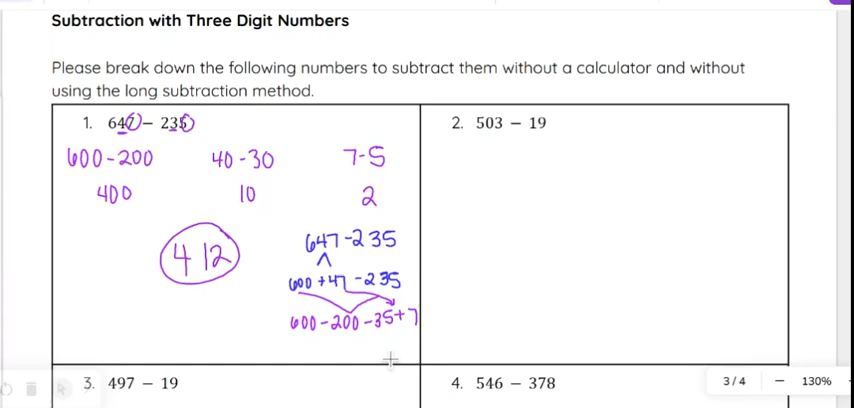 Subtraction with Three Digit Numbers
Please break down the following numbers to subtract them without a calculator and without
using the long subtraction method.
1. 647 – 235
600-200 40-30 7-5
400 10 2
412
647-235
600+47-235
600-200-35+7
2. 503 − 19
3. 497 − 19
4. 546 − 378
3/4 − 130%